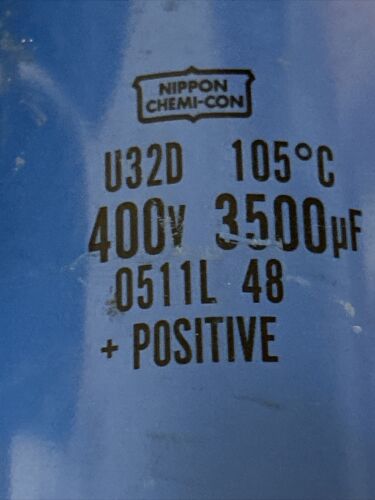 NIPPON
CHEMI-CON
U32D 105°C
400V 3500µF
0511L 48
+ POSITIVE